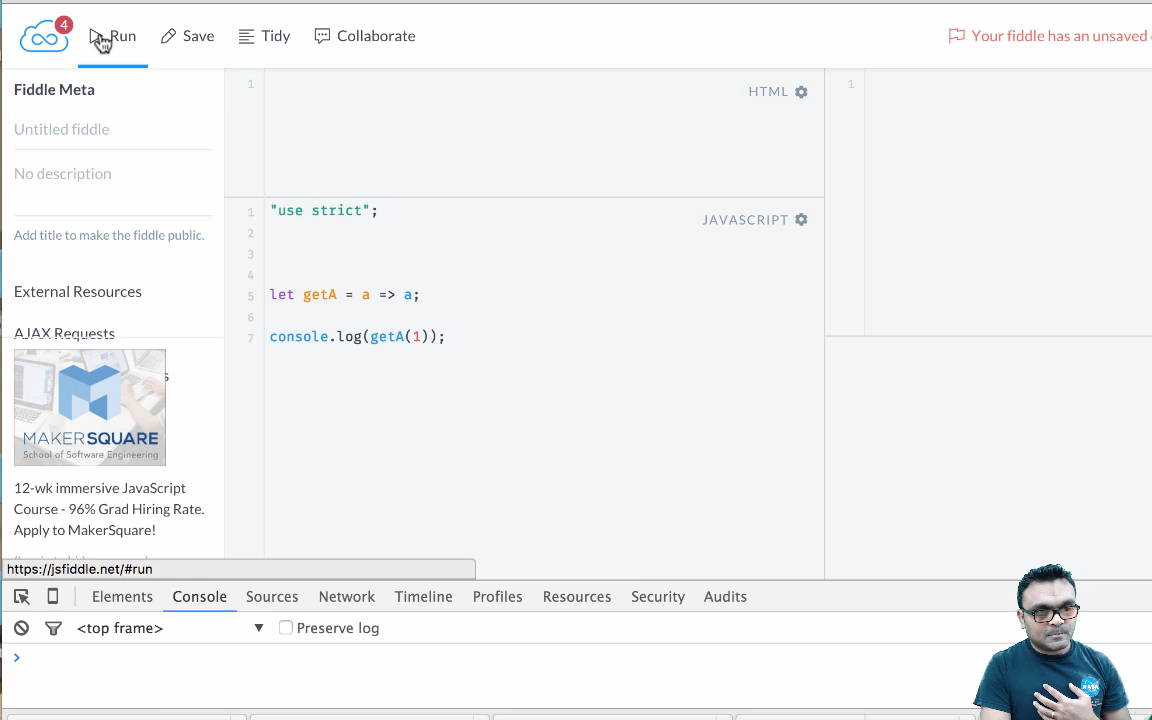 4
Run
Save
Tidy
Collaborate
Your fiddle has an unsaved
Fiddle Meta
Untitled fiddle
No description
Add title to make the fiddle public.
External Resources
AJAX Requests
MAKERSQUARE
School of Software Engineering
12-wk immersive JavaScript
Course - 96% Grad Hiring Rate.
Apply to MakerSquare!
1
HTML
1
1 "use strict";
JAVASCRIPT
2
3
4
5 let getA = a => a;
6
7 console.log(getA(1));
https://jsfiddle.net/#run
Elements Console Sources Network Timeline Profiles Resources Security Audits
<top frame> ▼ Preserve log
>